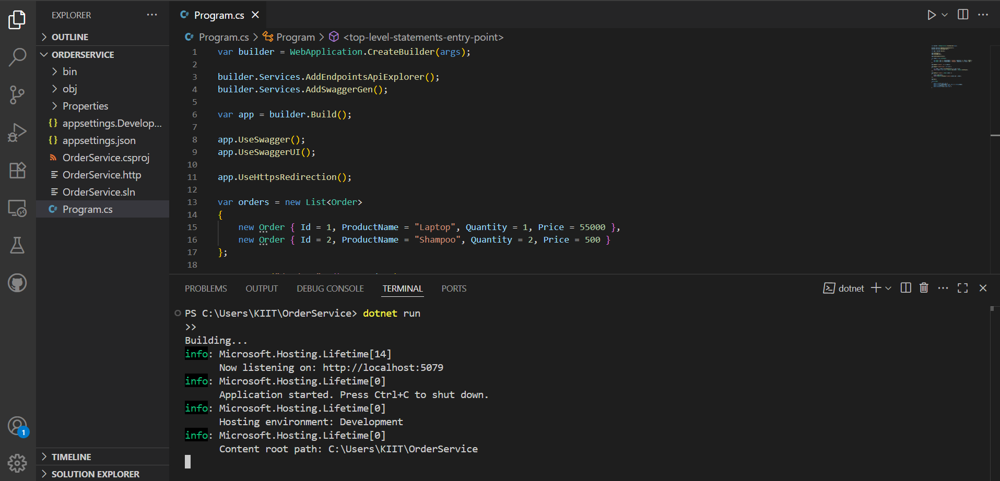 EXPLORER
OUTLINE
ORDERSERVICE
bin
obj
Properties
appsettings.Develop...
appsettings.json
OrderService.csproj
OrderService.http
OrderService.sln
Program.cs
TIMELINE
SOLUTION EXPLORER
1
Program.cs
Program.cs > Program > <top-level-statements-entry-point>
1 var builder = WebApplication.CreateBuilder(args);
2
3 builder.Services.AddEndpointsApiExplorer();
4 builder.Services.AddSwaggerGen();
5
6 var app = builder.Build();
7
8 app.UseSwagger();
9 app.UseSwaggerUI();
10
11 app.UseHttpsRedirection();
12
13 var orders = new List<Order>
14 {
15 new Order { Id = 1, ProductName = "Laptop", Quantity = 1, Price = 55000 },
16 new Order { Id = 2, ProductName = "Shampoo", Quantity = 2, Price = 500 }
17 };
18
PROBLEMS OUTPUT DEBUG CONSOLE TERMINAL PORTS
dotnet
PS C:\Users\KIIT\OrderService> dotnet run
>>
Building...
info: Microsoft.Hosting.Lifetime[14]
Now listening on: http://localhost:5079
info: Microsoft.Hosting.Lifetime[0]
Application started. Press Ctrl+C to shut down.
info: Microsoft.Hosting.Lifetime[0]
Hosting environment: Development
info: Microsoft.Hosting.Lifetime[0]
Content root path: C:\Users\KIIT\OrderService